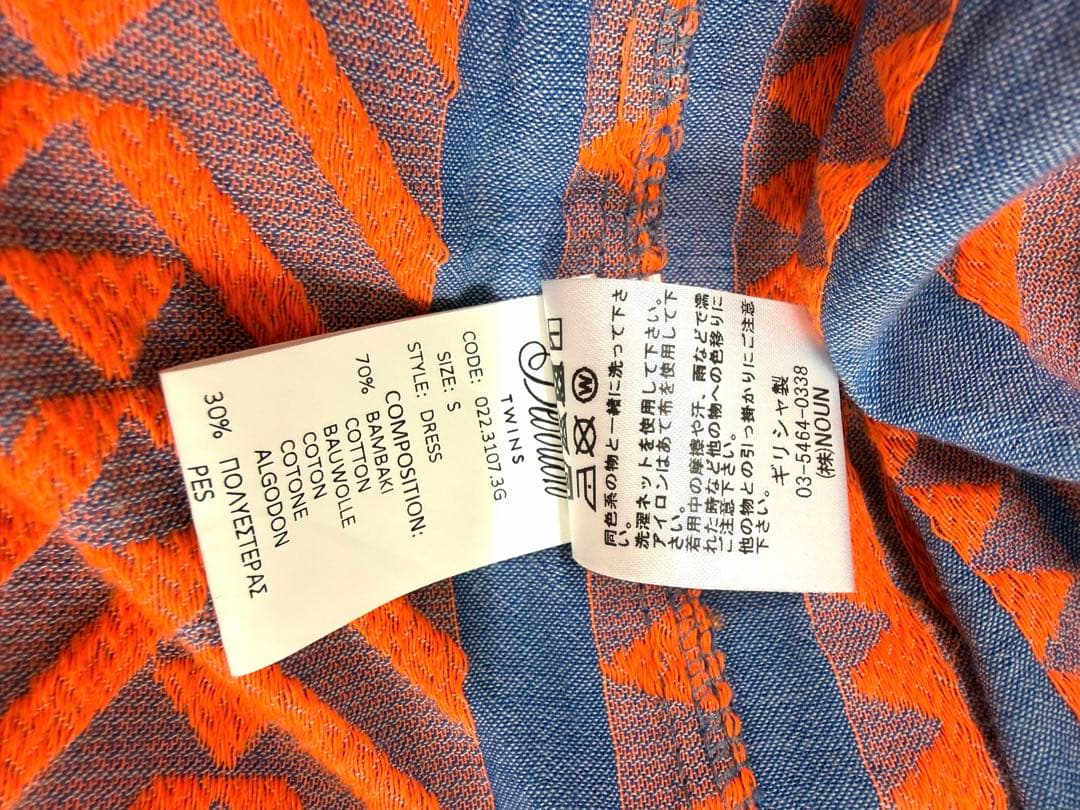 TWINS
CODE: 022.3107.3G
SIZE: S
STYLE: DRESS
COMPOSITION:
70% BAMBAKI
COTTON
BAUWOLLE
COTON
COTONE
ALGODON
30% ΠΟΛΥΕΣΤΕΡΑΣ
PES
W
同色系の物と一緒に洗って下さ
い。
洗濯ネットを使用して下さい。
アイロンはあて布を使用して下
さい。
着用中の摩擦や汗、雨などで濡
れた時など他の物への色移りに
ご注意下さい。
他の物との引っ掛かりにご注意
下さい。
ギリシャ製
03-5464-0338
(株)NOUN